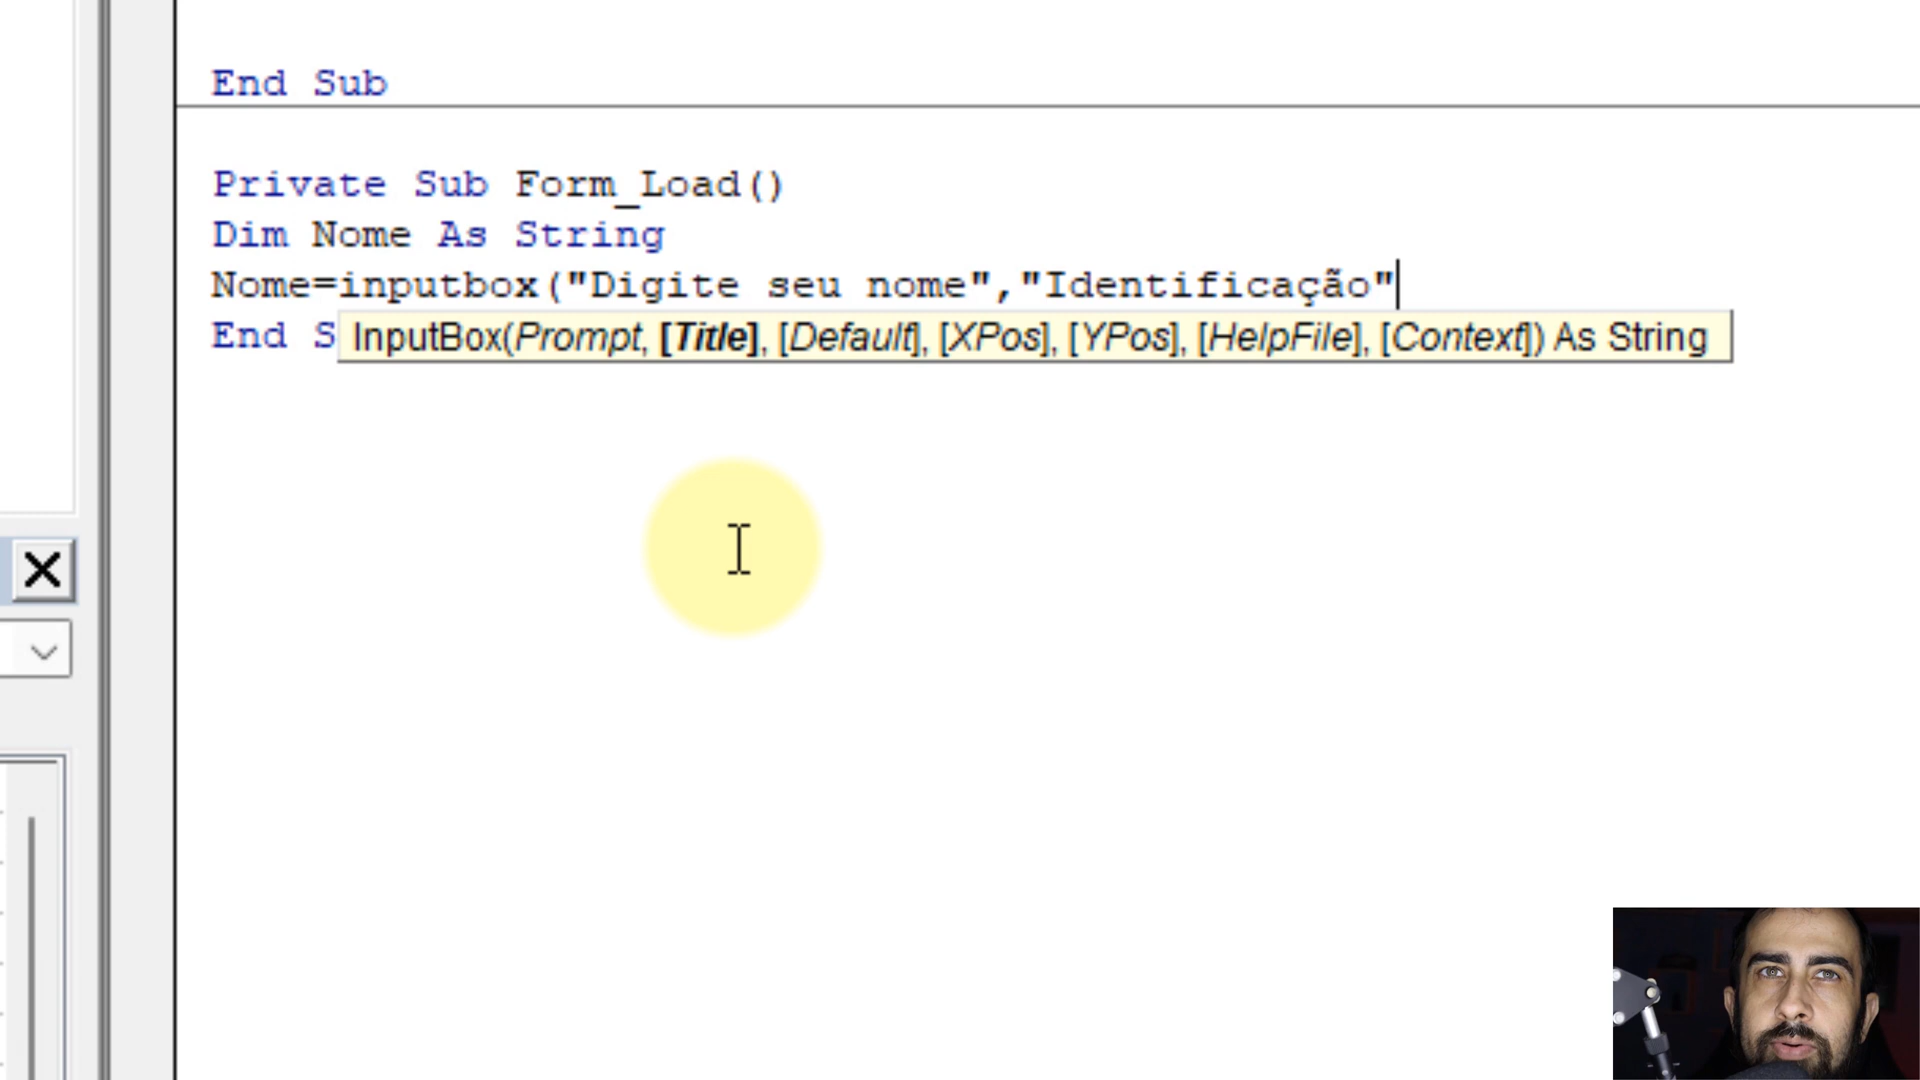 End Sub
Private Sub Form_Load()
Dim Nome As String
Nome=inputbox("Digite seu nome","Identificação"
End S
InputBox(Prompt, [Title], [Default], [XPos], [YPos], [HelpFile], [Context]) As String